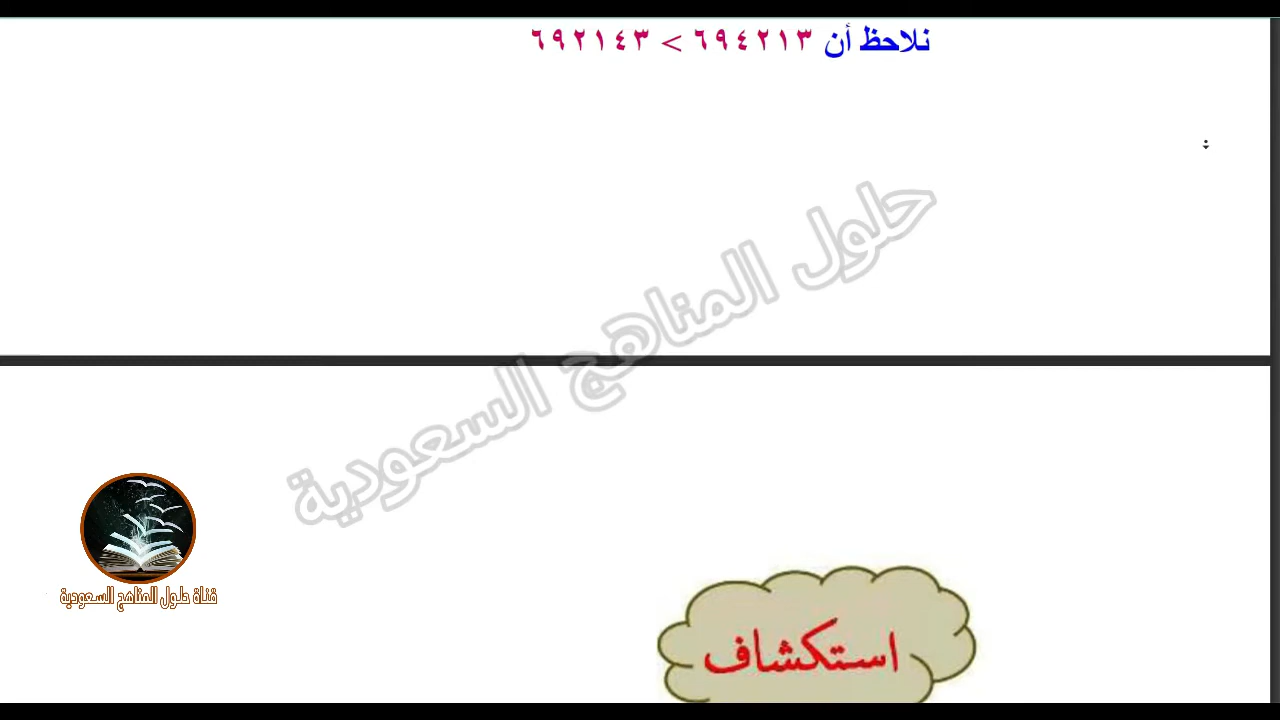 نلاحظ أن ٦٩٤٢١٣ > ٦٩٢١٤٣
:
حلول المناهج السعودية
قناة حلول المناهج السعودية
استكشاف